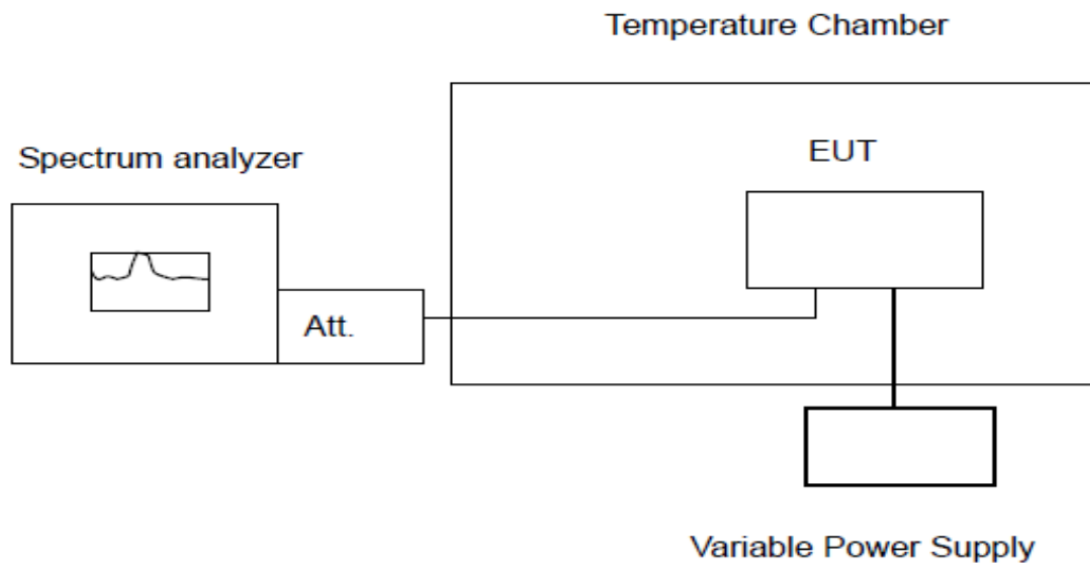 Temperature Chamber
Spectrum analyzer
EUT
Att.
Variable Power Supply